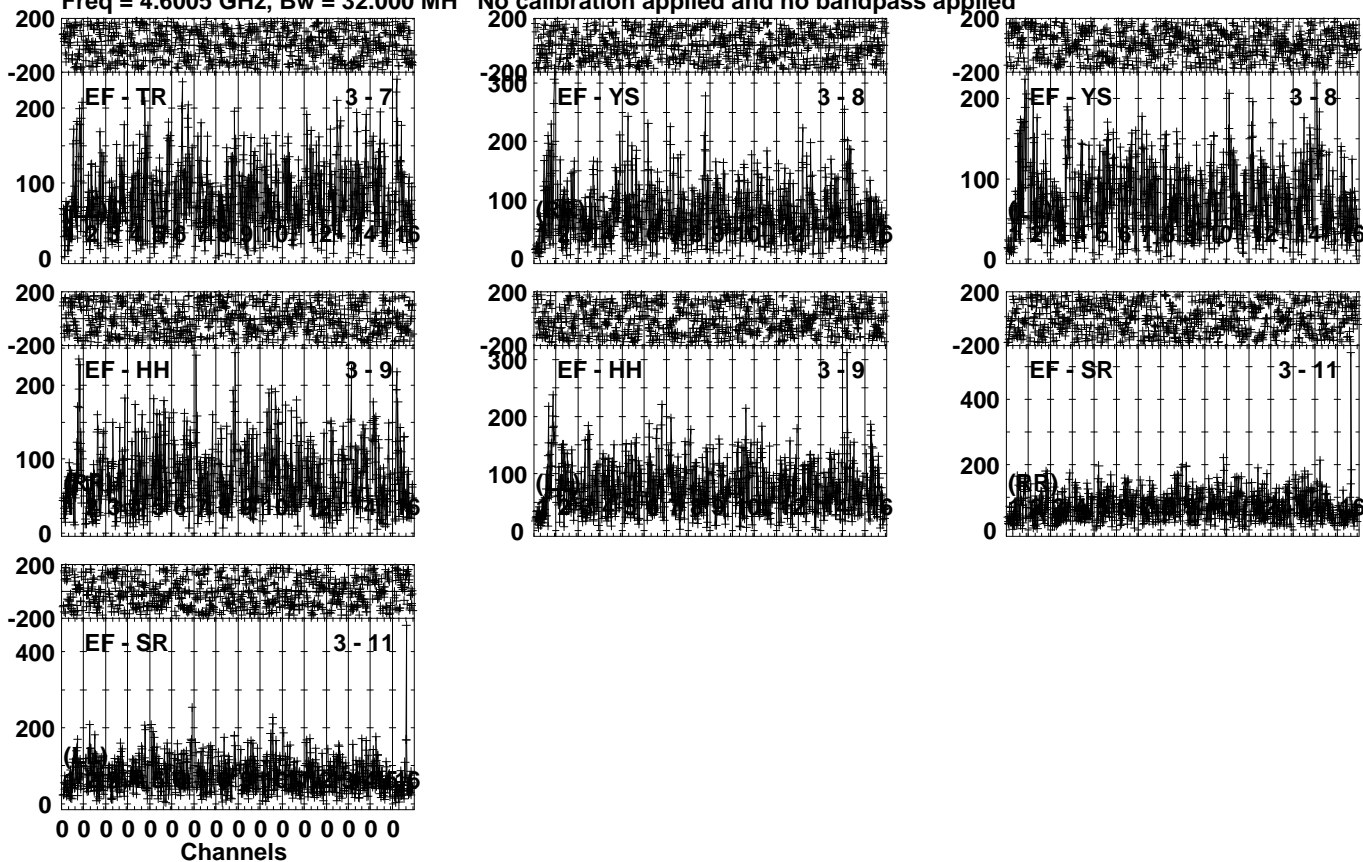 Freq = 4.6005 GHz, Bw = 32.000 MH No calibration applied and no bandpass applied
200 200 200
-200 -200 -200
EF - TR 3 - 7 300 EF - YS 3 - 8 EF - YS 3 - 8
200 200 200
100 100 100
0 0 0
200 200 200
-200 -200 -200
EF - HH 3 - 9 300 EF - HH 3 - 9 EF - SR 3 - 11
200 200 400
100 100 200
(RR)
0 0 0
200
-200
EF - SR 3 - 11
400
200
(LL)
0
0 0 0 0 0 0 0 0 0 0 0 0 0 0 0 0
Channels